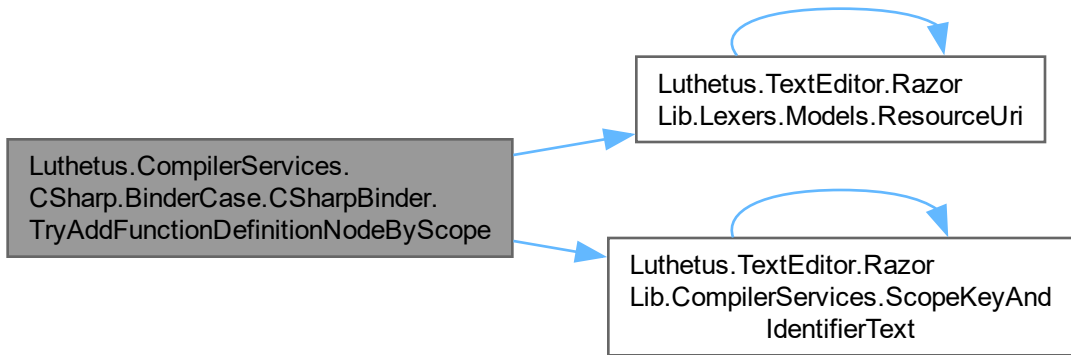 Luthetus.TextEditor.Razor
Lib.Lexers.Models.ResourceUri
Luthetus.CompilerServices.
CSharp.BinderCase.CSharpBinder.
TryAddFunctionDefinitionNodeByScope
Luthetus.TextEditor.Razor
Lib.CompilerServices.ScopeKeyAnd
IdentifierText